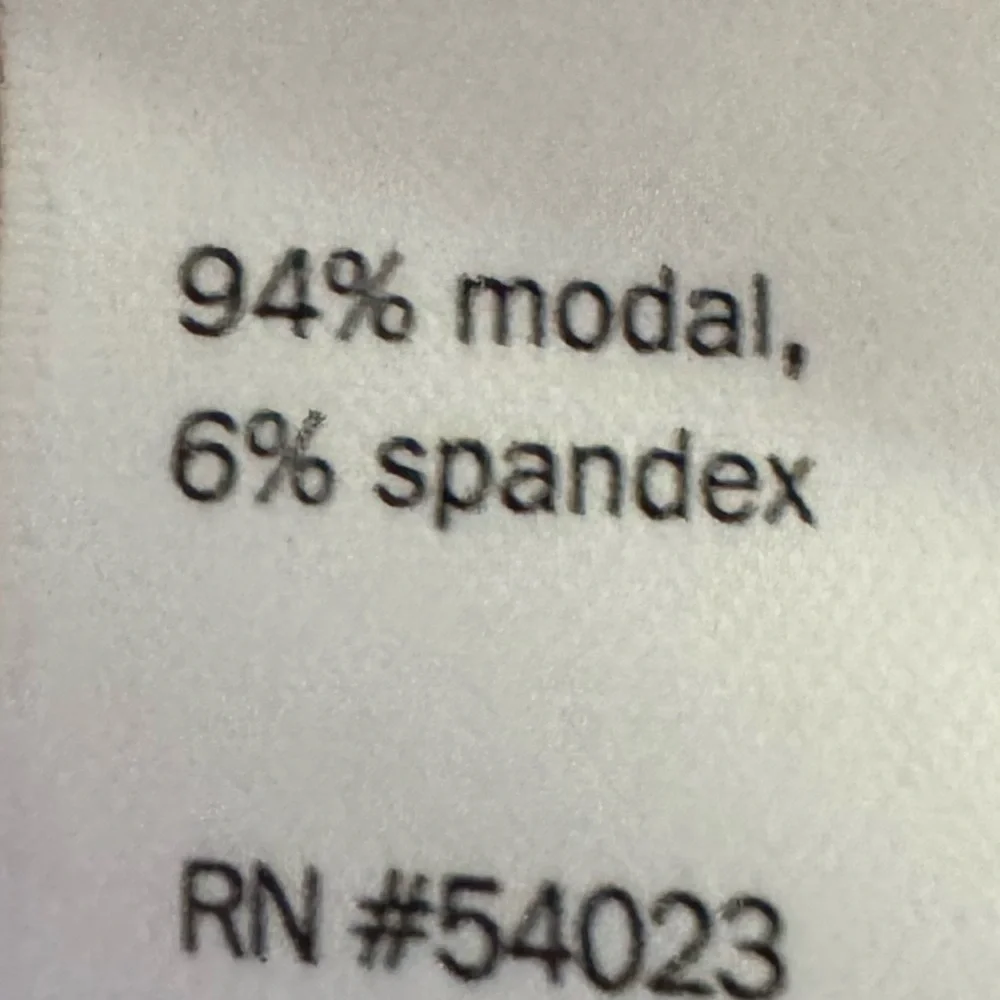 94% modal,
6% spandex
RN #54023